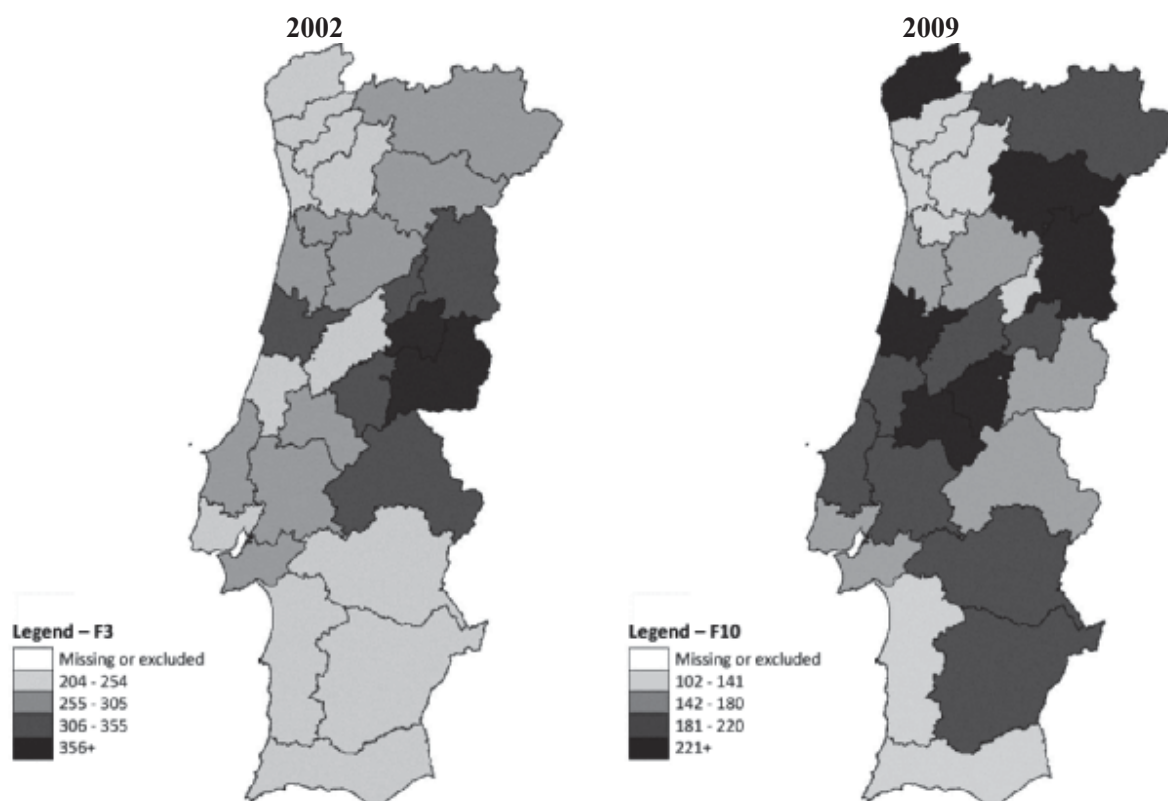 2002
2009
Legend – F3
Missing or excluded
204 - 254
255 - 305
306 - 355
356+
Legend – F10
Missing or excluded
102 - 141
142 - 180
181 - 220
221+